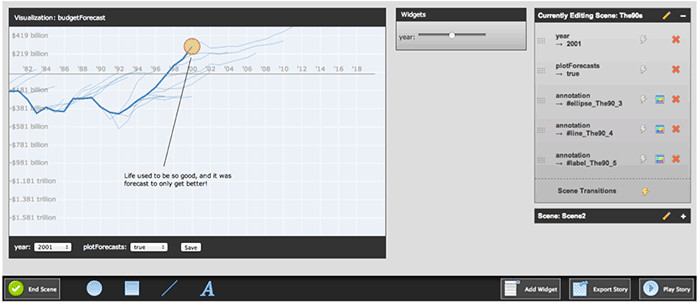 Visualization: budgetForecast
$419 billion
$219 billion
'82 '84 '86 '88 '90 '92 '94 '96 '98 '00 '02 '04 '06 '08 '10 '12 '14 '16 '18
-$181 billion
-$381 billion
-$581 billion
-$781 billion
-$981 billion
-$1.181 trillion
-$1.381 trillion
-$1.581 trillion
Life used to be so good, and it was
forecast to only get better!
year: 2001 plotForecasts: true Save
Widgets
year:
Currently Editing Scene: The90s
year
→ 2001
plotForecasts
→ true
annotation
→ #ellipse_The90_3
annotation
→ #line_The90_4
annotation
→ #label_The90_5
Scene Transitions
Scene: Scene2
End Scene A Add Widget Export Story Play Story